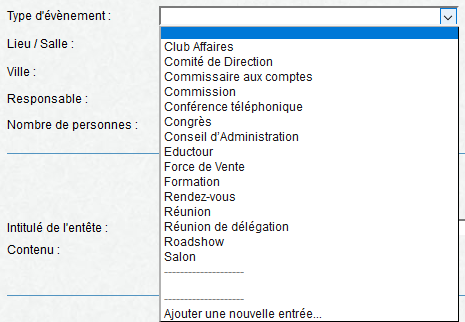 Type d'évènement :
Lieu / Salle :
Ville :
Responsable :
Nombre de personnes :
Intitulé de l'entête :
Contenu :
Club Affaires
Comité de Direction
Commissaire aux comptes
Commission
Conférence téléphonique
Congrès
Conseil d'Administration
Eductour
Force de Vente
Formation
Rendez-vous
Réunion
Réunion de délégation
Roadshow
Salon
--------------------
--------------------
Ajouter une nouvelle entrée...